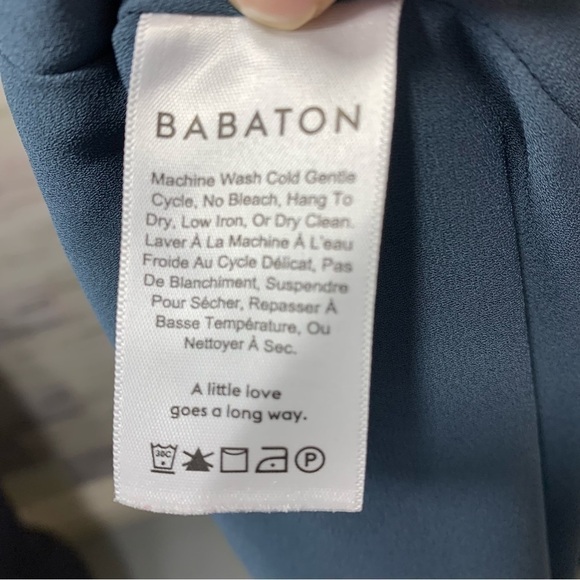 BABATON
Machine Wash Cold Gentle
Cycle, No Bleach, Hang To
Dry, Low Iron, Or Dry Clean.
Laver À La Machine À L'eau
Froide Au Cycle Délicat, Pas
De Blanchiment, Suspendre
Pour Sécher, Repasser À
Basse Température, Ou
Nettoyer À Sec.
A little love
goes a long way.
30C P